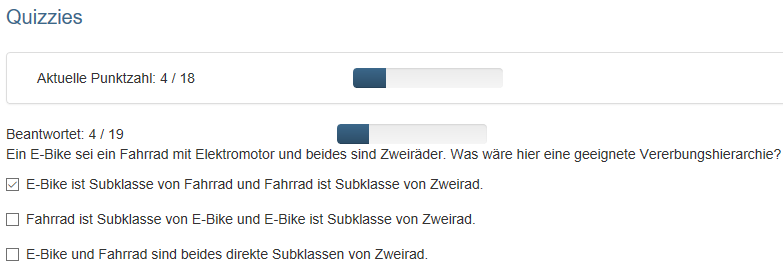 Quizzies
Aktuelle Punktzahl: 4 / 18
Beantwortet: 4 / 19
Ein E-Bike sei ein Fahrrad mit Elektromotor und beides sind Zweiräder. Was wäre hier eine geeignete Vererbungshierarchie?
E-Bike ist Subklasse von Fahrrad und Fahrrad ist Subklasse von Zweirad.
Fahrrad ist Subklasse von E-Bike und E-Bike ist Subklasse von Zweirad.
E-Bike und Fahrrad sind beides direkte Subklassen von Zweirad.